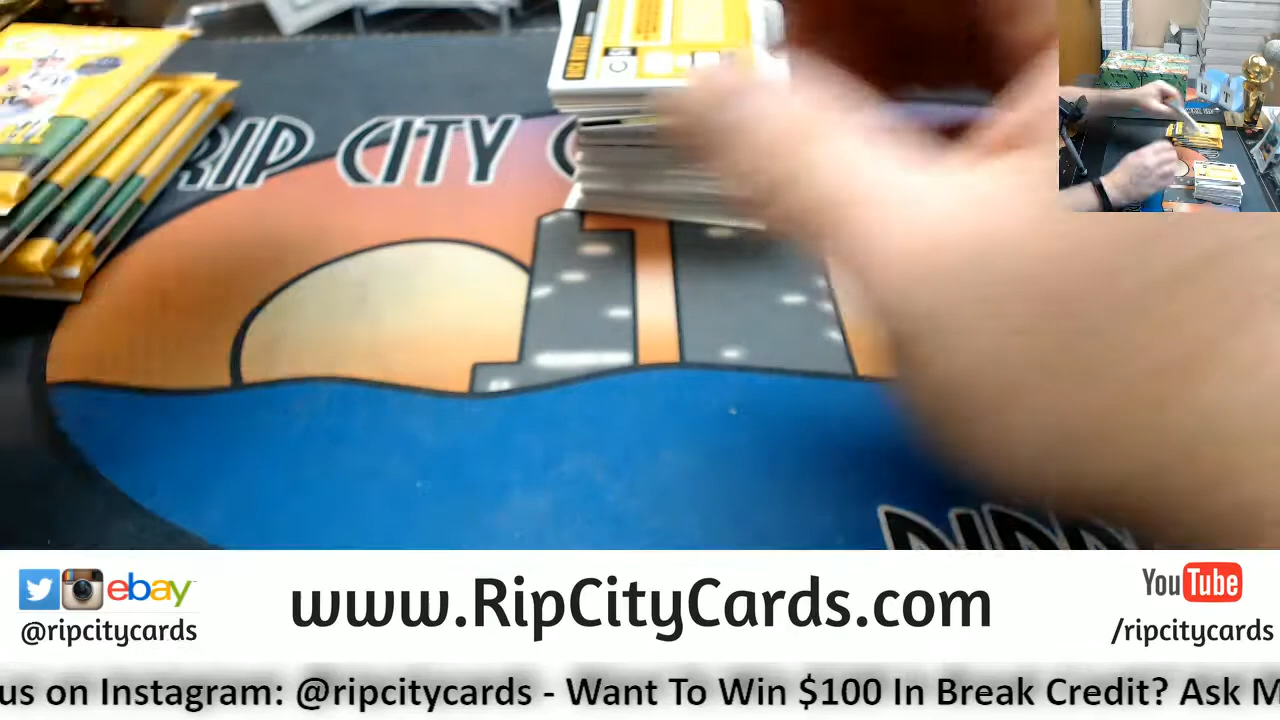 RIP CITY
www.RipCityCards.com
ebay
@ripcitycards
YouTube
/ripcitycards
us on Instagram: @ripcitycards - Want To Win $100 In Break Credit? Ask M